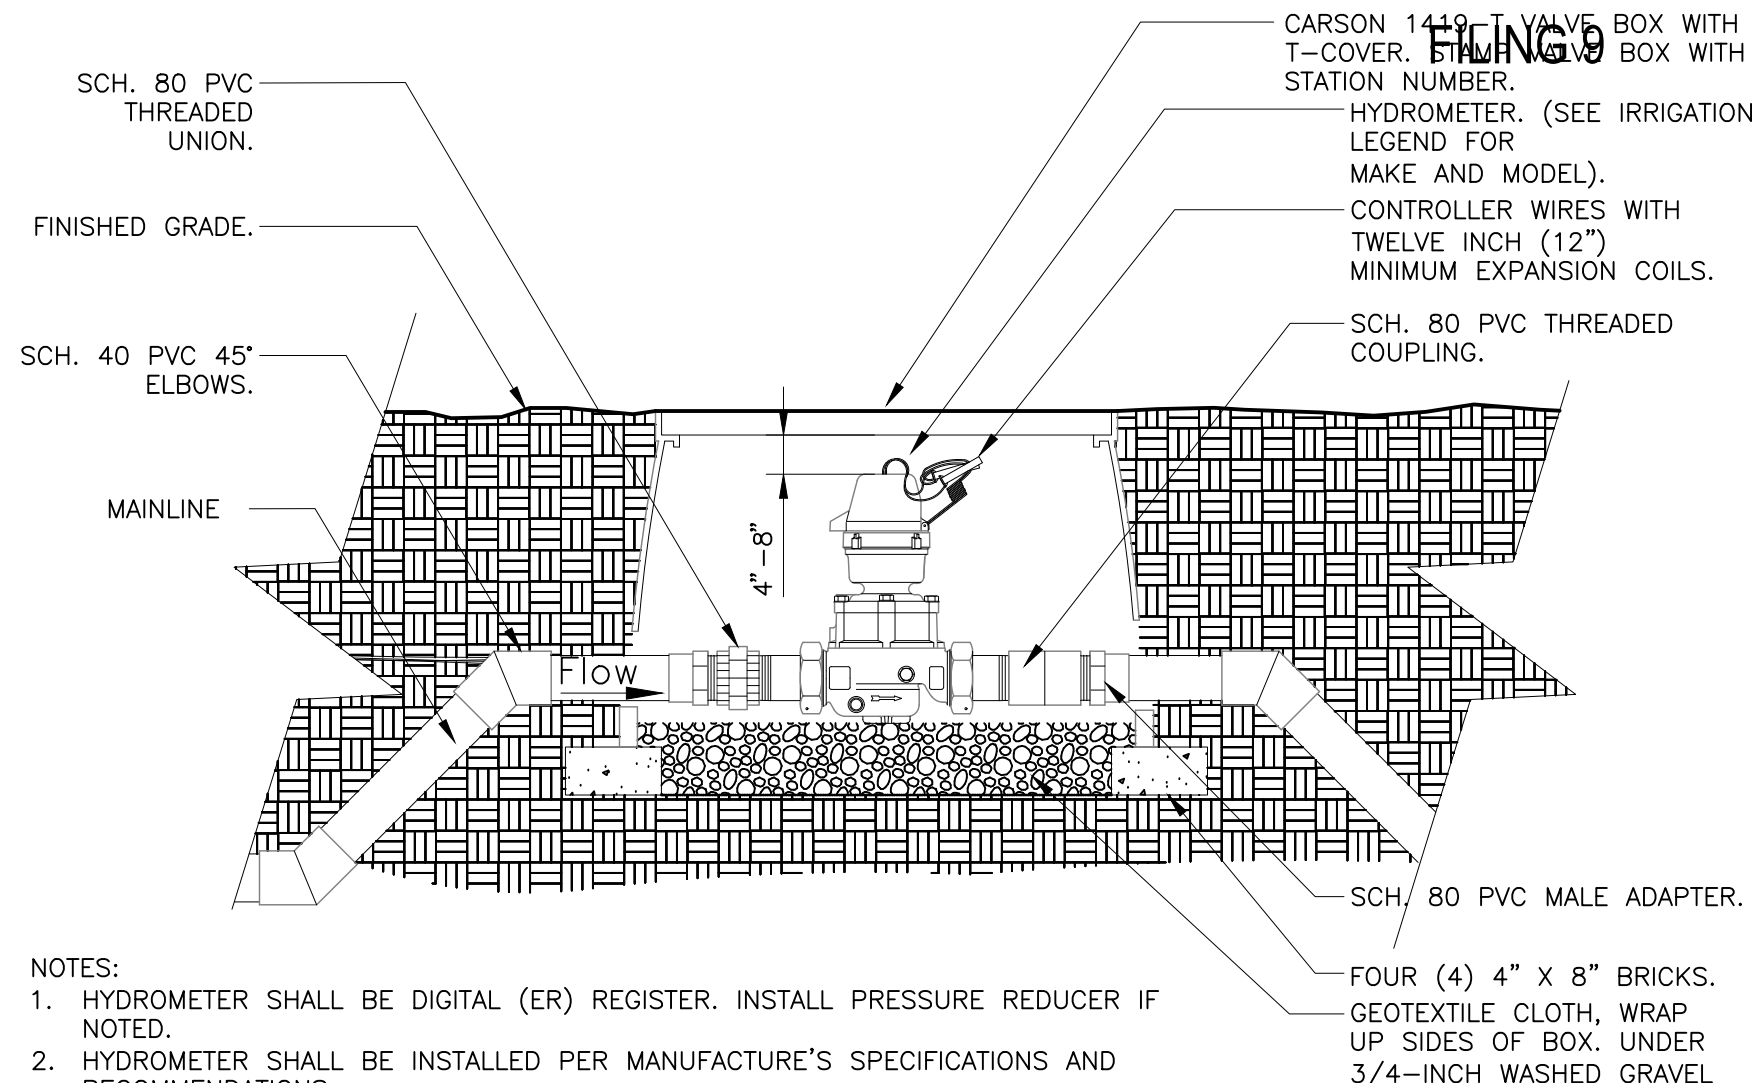 CARSON 1419-T VALVE BOX WITH
T-COVER. STAMP VALVE BOX WITH
STATION NUMBER.
FILING 9
SCH. 80 PVC
THREADED
UNION.
HYDROMETER. (SEE IRRIGATION
LEGEND FOR
MAKE AND MODEL).
CONTROLLER WIRES WITH
TWELVE INCH (12")
MINIMUM EXPANSION COILS.
FINISHED GRADE.
SCH. 80 PVC THREADED
COUPLING.
SCH. 40 PVC 45°
ELBOWS.
MAINLINE
4"-8"
Flow
SCH. 80 PVC MALE ADAPTER.
FOUR (4) 4" X 8" BRICKS.
GEOTEXTILE CLOTH, WRAP
UP SIDES OF BOX. UNDER
3/4-INCH WASHED GRAVEL
NOTES:
1. HYDROMETER SHALL BE DIGITAL (ER) REGISTER. INSTALL PRESSURE REDUCER IF
NOTED.
2. HYDROMETER SHALL BE INSTALLED PER MANUFACTURE'S SPECIFICATIONS AND